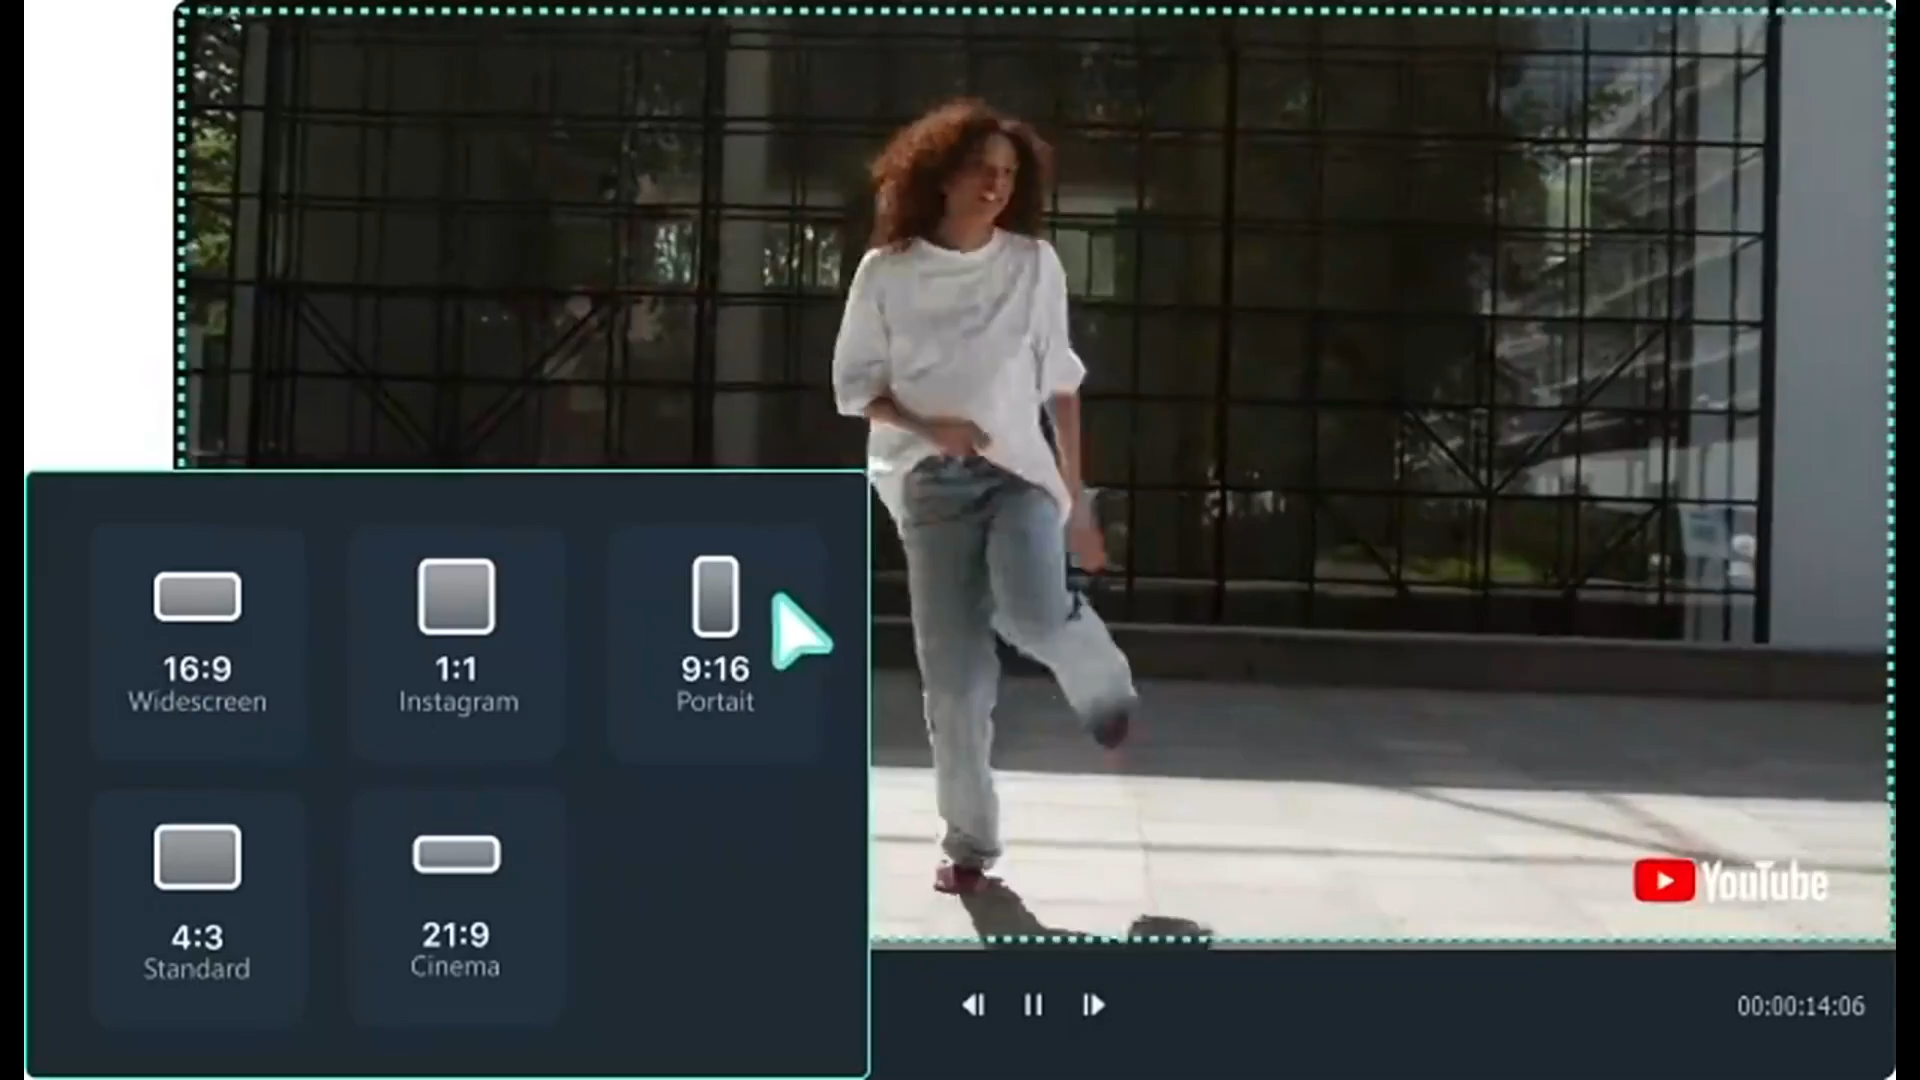 16:9
Widescreen
1:1
Instagram
9:16
Portait
4:3
Standard
21:9
Cinema
YouTube
00:00:14:06